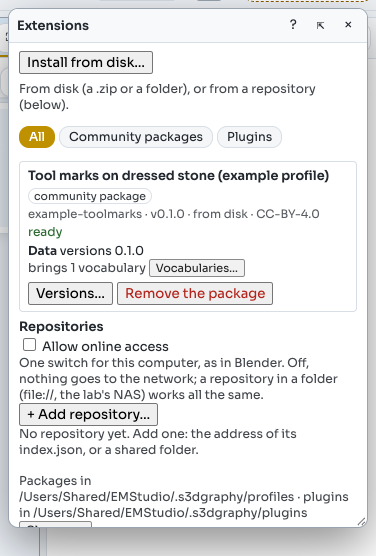 Extensions ? ⇱ ×
Install from disk...
From disk (a .zip or a folder), or from a repository
(below).
All Community packages Plugins
Tool marks on dressed stone (example profile)
community package
example-toolmarks · v0.1.0 · from disk · CC-BY-4.0
ready
Data versions 0.1.0
brings 1 vocabulary Vocabularies...
Versions... Remove the package
Repositories
Allow online access
One switch for this computer, as in Blender. Off,
nothing goes to the network; a repository in a folder
(file://, the lab's NAS) works all the same.
+ Add repository...
No repository yet. Add one: the address of its
index.json, or a shared folder.
Packages in
/Users/Shared/EMStudio/.s3dgraphy/profiles · plugins
in /Users/Shared/EMStudio/.s3dgraphy/plugins